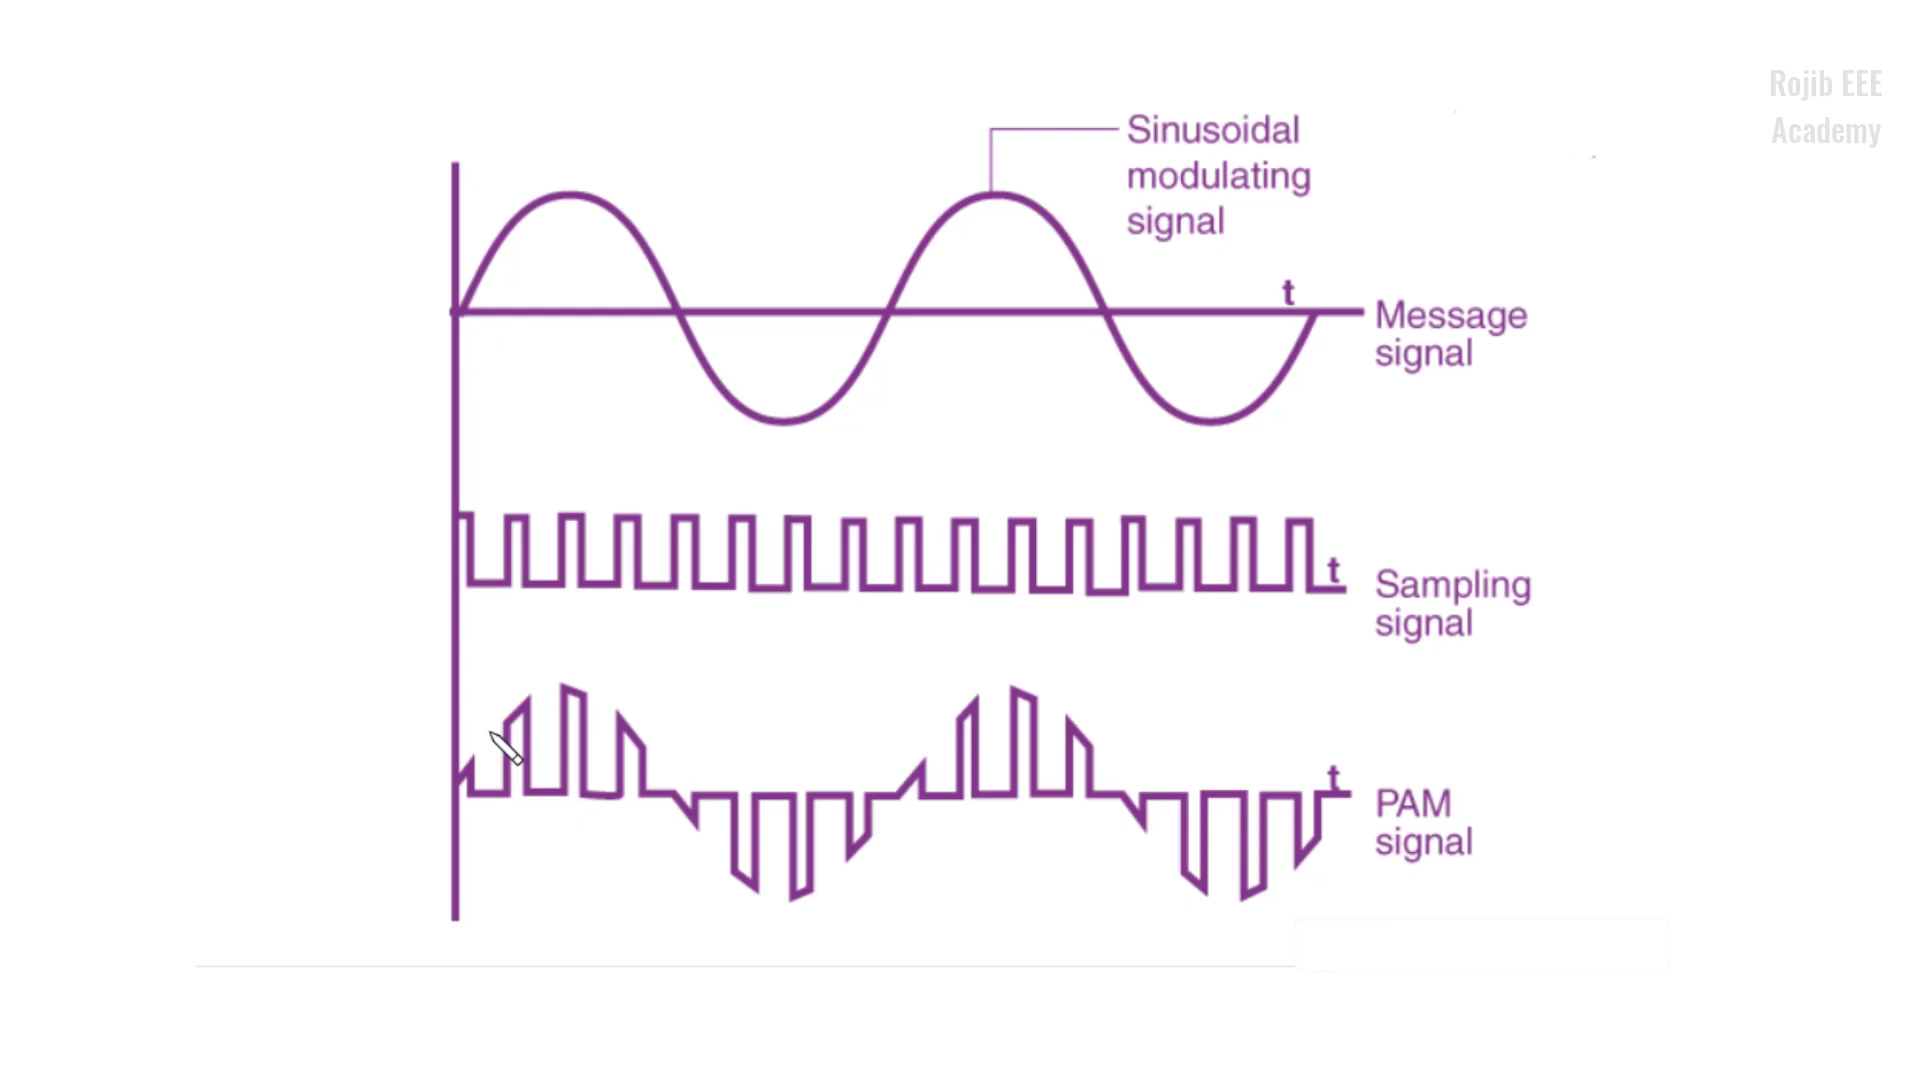 Rojib EEE
Academy
Sinusoidal
modulating
signal
t
Message
signal
t
Sampling
signal
t
PAM
signal